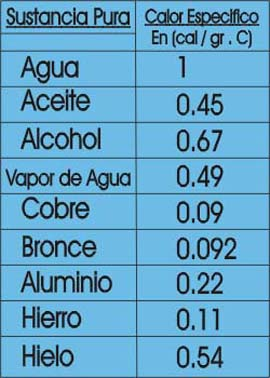 Sustancia Pura Calor Especifico
En (cal / gr . C)
Agua 1
Aceite 0.45
Alcohol 0.67
Vapor de Agua 0.49
Cobre 0.09
Bronce 0.092
Aluminio 0.22
Hierro 0.11
Hielo 0.54